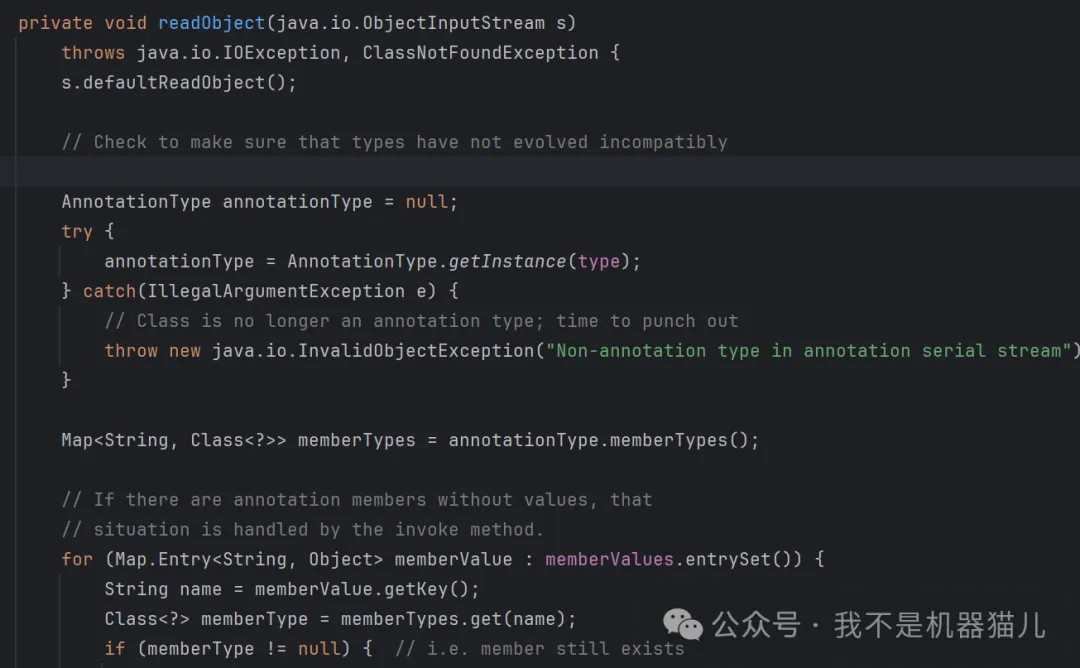 private void readObject(java.io.ObjectInputStream s)
    throws java.io.IOException, ClassNotFoundException {
    s.defaultReadObject();

    // Check to make sure that types have not evolved incompatibly

    AnnotationType annotationType = null;
    try {
        annotationType = AnnotationType.getInstance(type);
    } catch(IllegalArgumentException e) {
        // Class is no longer an annotation type; time to punch out
        throw new java.io.InvalidObjectException("Non-annotation type in annotation serial stream")
    }

    Map<String, Class<?>> memberTypes = annotationType.memberTypes();

    // If there are annotation members without values, that
    // situation is handled by the invoke method.
    for (Map.Entry<String, Object> memberValue : memberValues.entrySet()) {
        String name = memberValue.getKey();
        Class<?> memberType = memberTypes.get(name);
        if (memberType != null) {  // i.e. member still exists
公众号 · 我不是机器猫儿